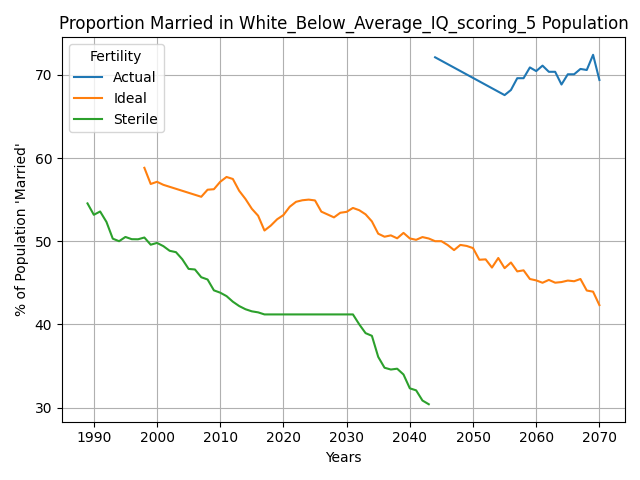 Proportion Married in White_Below_Average_IQ_scoring_5 Population
Fertility
Actual
Ideal
Sterile
% of Population 'Married'
70
60
50
40
30
1990 2000 2010 2020 2030 2040 2050 2060 2070
Years